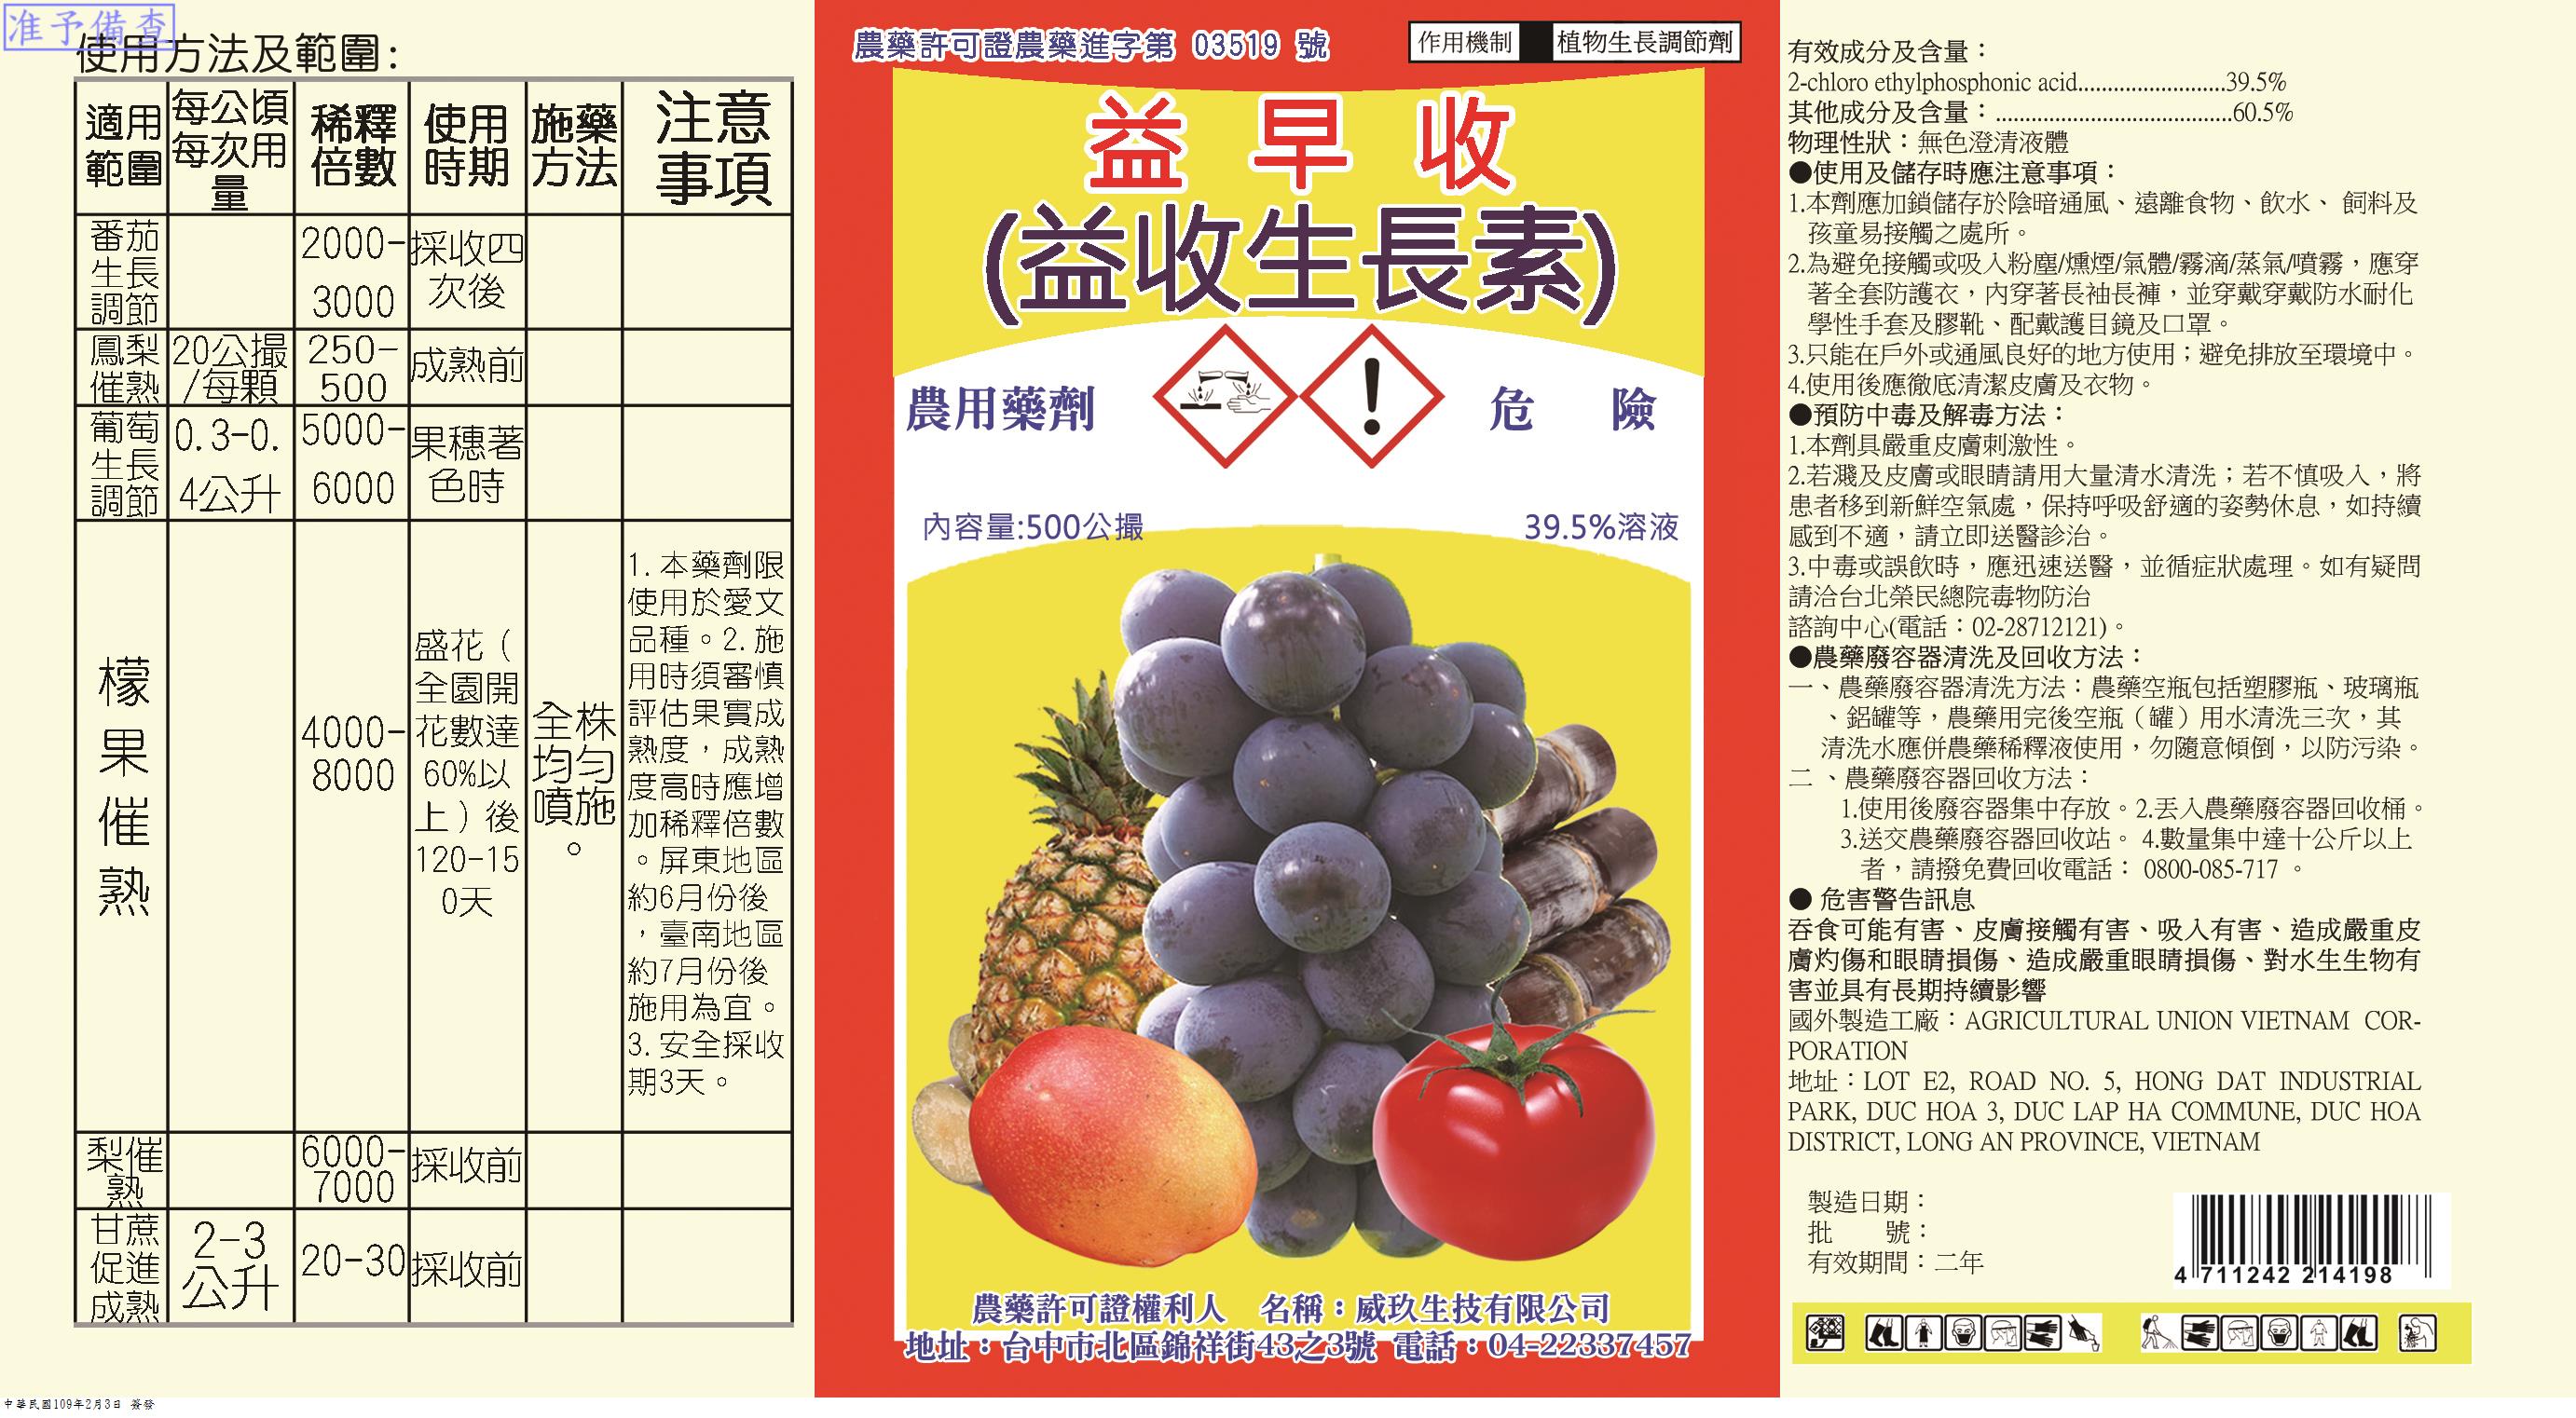 准予備查
使用方法及範圍:
適用
範圍
每公頃
每次用
量
稀釋
倍數
使用
時期
施藥
方法
注意
事項
番茄
生長
調節
2000-
3000
採收四
次後
鳳梨
催熟
20公撮
/每顆
250-
500
成熟前
葡萄
生長
調節
0.3-0.
4公升
5000-
6000
果穗著
色時
檬
果
催
熟
4000-
8000
盛花（
全園開
花數達
60%以
上）後
120-15
0天
全株
均勻
噴施
。
1.本藥劑限
使用於愛文
品種。2.施
用時須審慎
評估果實成
熟度，成熟
度高時應增
加稀釋倍數
。屏東地區
約6月份後
，臺南地區
約7月份後
施用為宜。
3.安全採收
期3天。
梨催
熟
6000-
7000
採收前
甘蔗
促進
成熟
2-3
公升
20-30
採收前
中華民國109年2月3日 簽發
農藥許可證農藥進字第 03519 號
作用機制 植物生長調節劑
益早收
(益收生長素)
農用藥劑
危 險
內容量:500公撮
39.5%溶液
農藥許可證權利人 名稱：威玖生技有限公司
地址：台中市北區錦祥街43之3號 電話：04-22337457
有效成分及含量：
2-chloro ethylphosphonic acid.........................39.5%
其他成分及含量：........................................60.5%
物理性狀：無色澄清液體
●使用及儲存時應注意事項：
1.本劑應加鎖儲存於陰暗通風、遠離食物、飲水、 飼料及
孩童易接觸之處所。
2.為避免接觸或吸入粉塵/燻煙/氣體/霧滴/蒸氣/噴霧，應穿
著全套防護衣，內穿著長袖長褲，並穿戴穿戴防水耐化
學性手套及膠靴、配戴護目鏡及口罩。
3.只能在戶外或通風良好的地方使用；避免排放至環境中。
4.使用後應徹底清潔皮膚及衣物。
●預防中毒及解毒方法：
1.本劑具嚴重皮膚刺激性。
2.若濺及皮膚或眼睛請用大量清水清洗；若不慎吸入，將
患者移到新鮮空氣處，保持呼吸舒適的姿勢休息，如持續
感到不適，請立即送醫診治。
3.中毒或誤飲時，應迅速送醫，並循症狀處理。如有疑問
請洽台北榮民總院毒物防治
諮詢中心(電話：02-28712121)。
●農藥廢容器清洗及回收方法：
一、農藥廢容器清洗方法：農藥空瓶包括塑膠瓶、玻璃瓶
、鋁罐等，農藥用完後空瓶（罐）用水清洗三次，其
清洗水應併農藥稀釋液使用，勿隨意傾倒，以防污染。
二 、農藥廢容器回收方法：
1.使用後廢容器集中存放。2.丟入農藥廢容器回收桶。
3.送交農藥廢容器回收站。 4.數量集中達十公斤以上
者，請撥免費回收電話： 0800-085-717 。
● 危害警告訊息
吞食可能有害、皮膚接觸有害、吸入有害、造成嚴重皮
膚灼傷和眼睛損傷、造成嚴重眼睛損傷、對水生生物有
害並具有長期持續影響
國外製造工廠：AGRICULTURAL UNION VIETNAM COR-
PORATION
地址：LOT E2, ROAD NO. 5, HONG DAT INDUSTRIAL
PARK, DUC HOA 3, DUC LAP HA COMMUNE, DUC HOA
DISTRICT, LONG AN PROVINCE, VIETNAM
製造日期：
批 號：
有效期間：二年
4 711242 214198